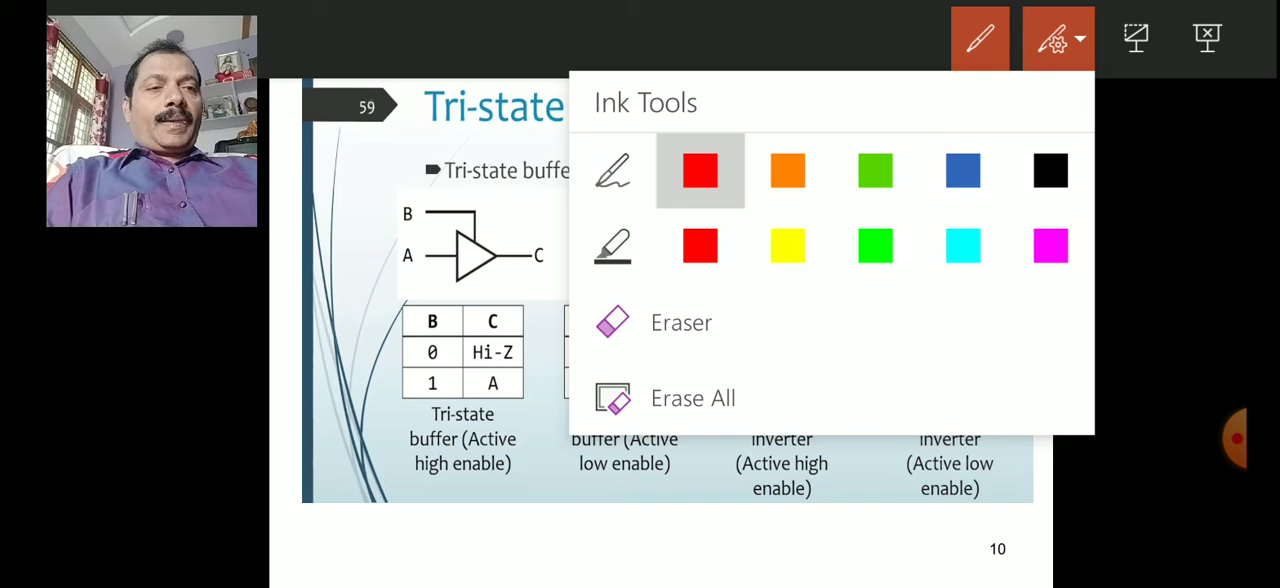 59
Tri-state
Ink Tools
Tri-state buffe
B
A
C
B C
0 Hi-Z
1 A
Eraser
Erase All
Tri-state
buffer (Active
high enable)
buffer (Active
low enable)
inverter
(Active high
enable)
inverter
(Active low
enable)
10